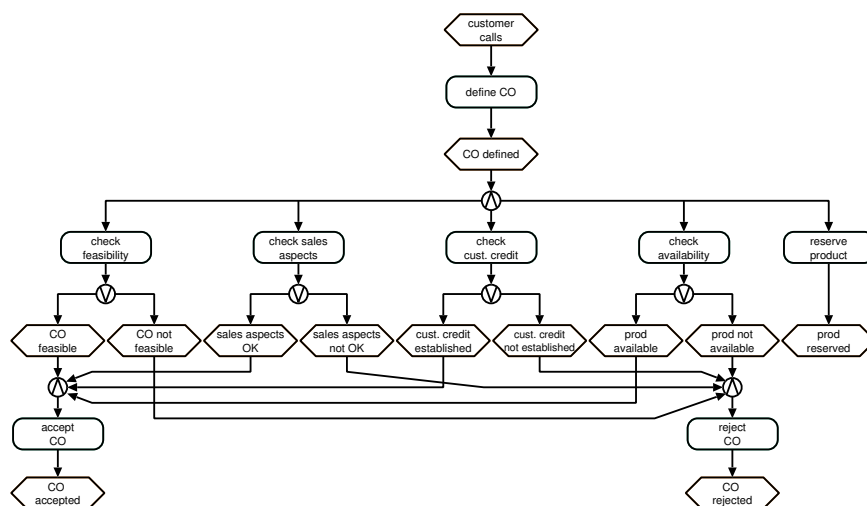 customer
calls
define CO
CO defined
check
feasibility
check sales
aspects
check
cust. credit
check
availability
reserve
product
CO
feasible
CO not
feasible
sales aspects
OK
sales aspects
not OK
cust. credit
established
cust. credit
not established
prod
available
prod not
available
prod
reserved
accept
CO
reject
CO
CO
accepted
CO
rejected